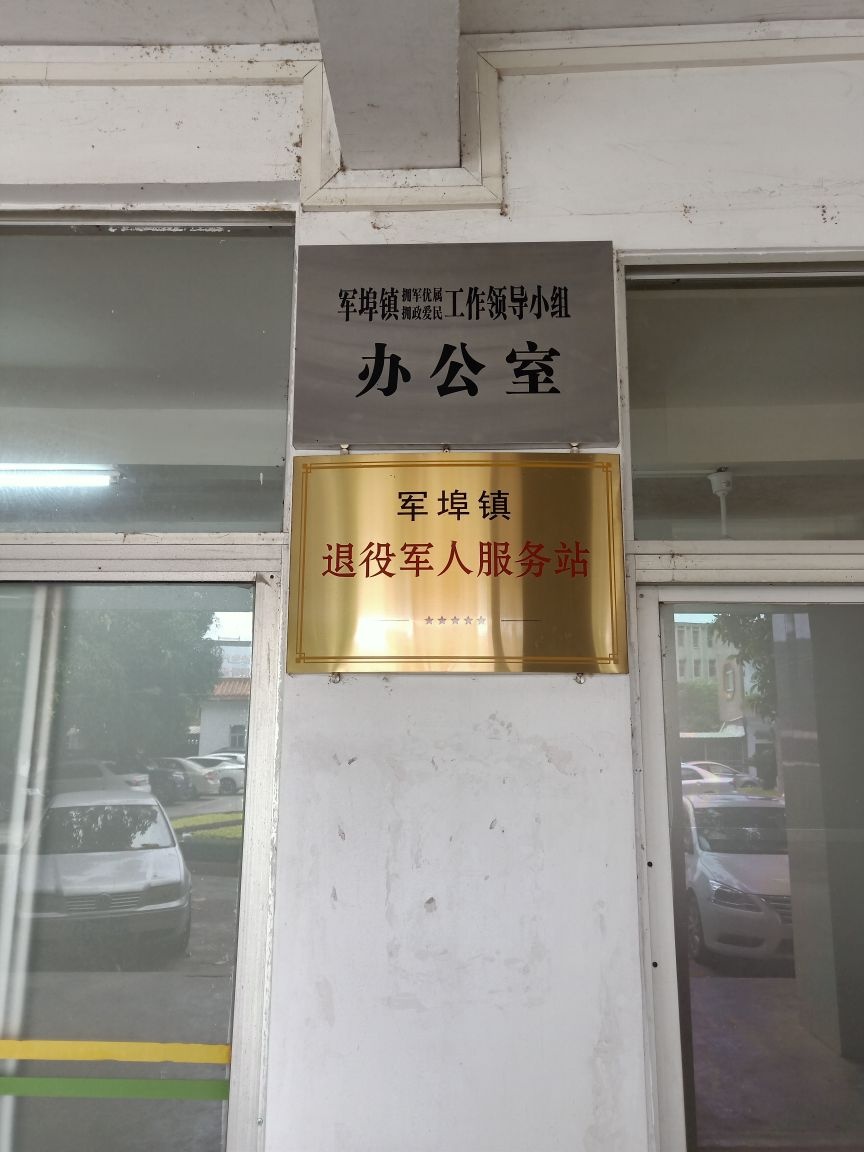 军埠镇拥军优属拥政爱民工作领导小组
办公室
军埠镇
退役军人服务站